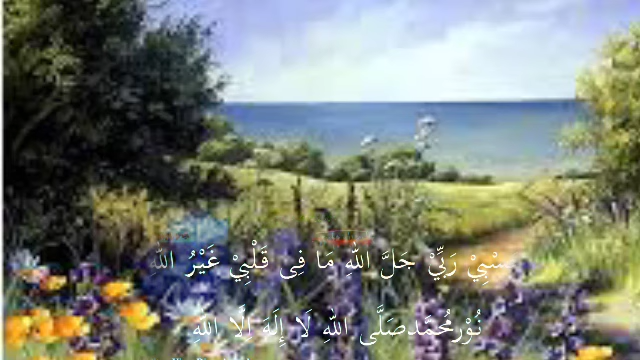 حَسْبِيْ رَبِّيْ جَلَّ اللّٰه مَا فِى قَلْبِيْ غَيْرُ اللّٰه
نُوْر مُحَمَّد صَلَّى اللّٰهِ لَا إِلٰهَ إِلَّا اللّٰهِ